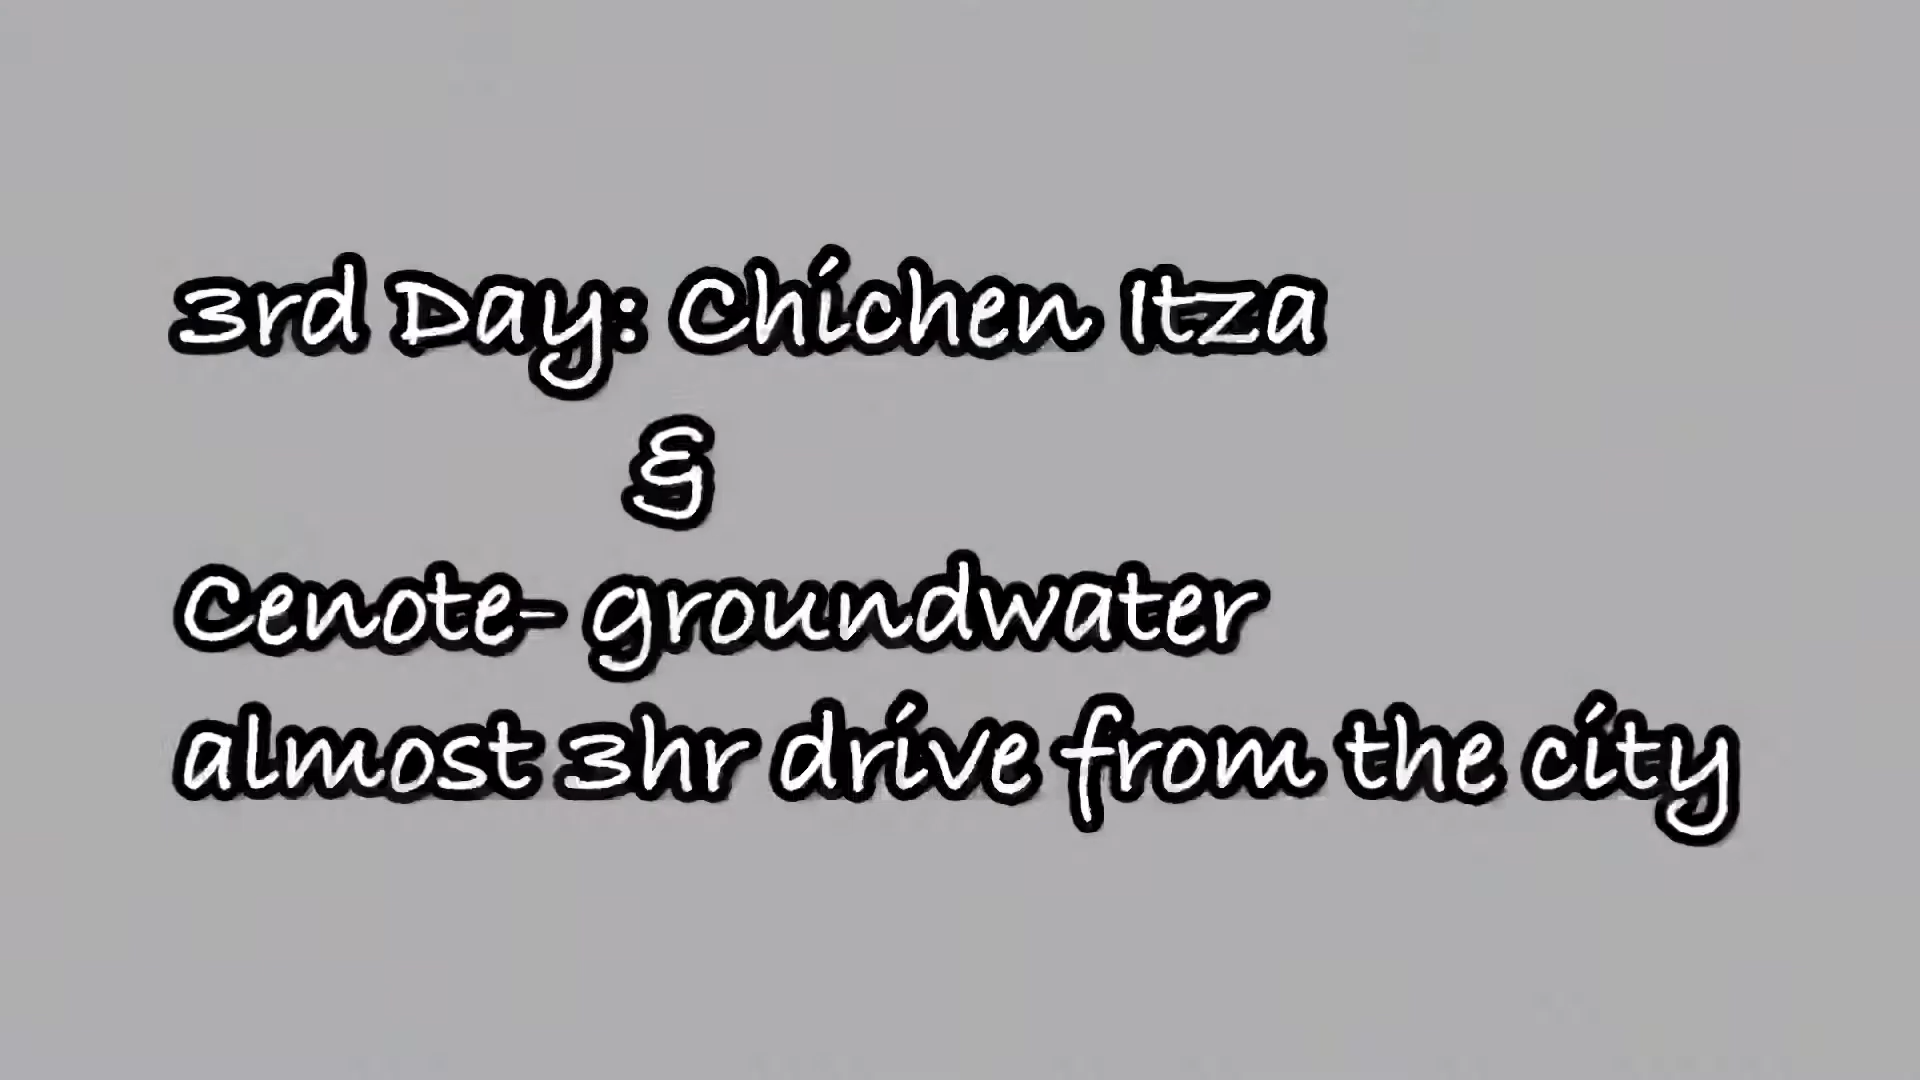 3rd Day: Chichen Itza
&
Cenote- groundwater
almost 3hr drive from the city